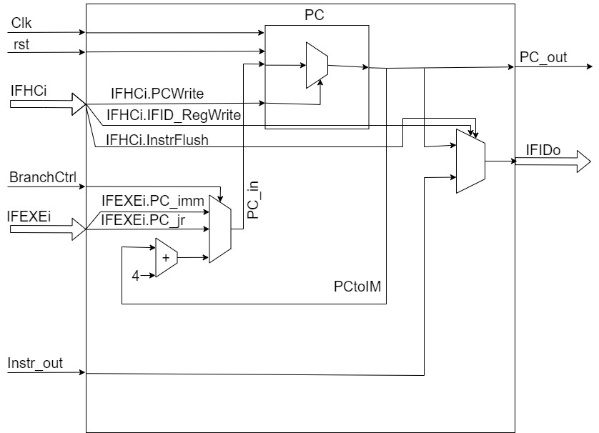 Clk
PC
rst
PC_out
IFHCi
IFHCi.PCWrite
IFHCi.IFID_RegWrite
IFHCi.InstrFlush
IFIDo
BranchCtrl
PC_in
IFEXEi
IFEXEi.PC_imm
IFEXEi.PC_jr
+
4
PCtoIM
Instr_out